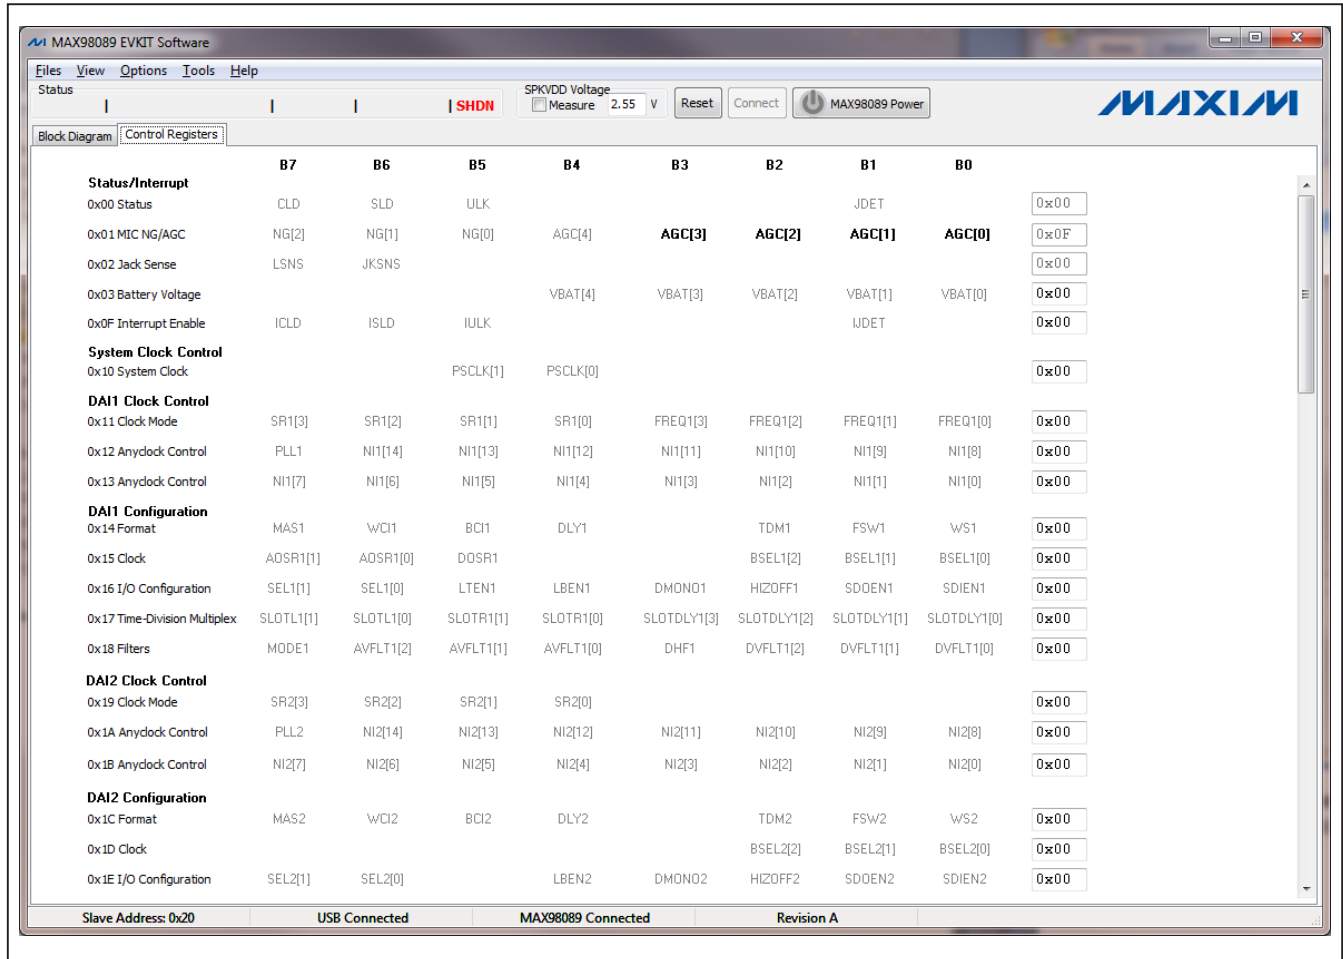 MAX98089 EVKIT Software
Files View Options Tools Help
Status
SHDN
SPKVDD Voltage
Measure 2.55 V Reset Connect MAX98089 Power
MAXIM
Block Diagram Control Registers
B7 B6 B5 B4 B3 B2 B1 B0
Status/Interrupt
0x00 Status CLD SLD ULK JDET 0x00
0x01 MIC NG/AGC NG[2] NG[1] NG[0] AGC[4] AGC[3] AGC[2] AGC[1] AGC[0] 0x0F
0x02 Jack Sense LSNS JKSNS 0x00
0x03 Battery Voltage VBAT[4] VBAT[3] VBAT[2] VBAT[1] VBAT[0] 0x00
0x0F Interrupt Enable ICLD ISLD IULK IJDET 0x00
System Clock Control
0x10 System Clock PSCLK[1] PSCLK[0] 0x00
DAI1 Clock Control
0x11 Clock Mode SR1[3] SR1[2] SR1[1] SR1[0] FREQ1[3] FREQ1[2] FREQ1[1] FREQ1[0] 0x00
0x12 Anyclock Control PLL1 NI1[14] NI1[13] NI1[12] NI1[11] NI1[10] NI1[9] NI1[8] 0x00
0x13 Anyclock Control NI1[7] NI1[6] NI1[5] NI1[4] NI1[3] NI1[2] NI1[1] NI1[0] 0x00
DAI1 Configuration
0x14 Format MAS1 WCI1 BCI1 DLY1 TDM1 FSW1 WS1 0x00
0x15 Clock AOSR1[1] AOSR1[0] DOSR1 BSEL1[2] BSEL1[1] BSEL1[0] 0x00
0x16 I/O Configuration SEL1[1] SEL1[0] LTEN1 LBEN1 DMONO1 HIZOFF1 SDOEN1 SDIEN1 0x00
0x17 Time-Division Multiplex SLOTL1[1] SLOTL1[0] SLOTR1[1] SLOTR1[0] SLOTDLY1[3] SLOTDLY1[2] SLOTDLY1[1] SLOTDLY1[0] 0x00
0x18 Filters MODE1 AVFLT1[2] AVFLT1[1] AVFLT1[0] DHF1 DVFLT1[2] DVFLT1[1] DVFLT1[0] 0x00
DAI2 Clock Control
0x19 Clock Mode SR2[3] SR2[2] SR2[1] SR2[0] 0x00
0x1A Anyclock Control PLL2 NI2[14] NI2[13] NI2[12] NI2[11] NI2[10] NI2[9] NI2[8] 0x00
0x1B Anyclock Control NI2[7] NI2[6] NI2[5] NI2[4] NI2[3] NI2[2] NI2[1] NI2[0] 0x00
DAI2 Configuration
0x1C Format MAS2 WCI2 BCI2 DLY2 TDM2 FSW2 WS2 0x00
0x1D Clock BSEL2[2] BSEL2[1] BSEL2[0] 0x00
0x1E I/O Configuration SEL2[1] SEL2[0] LBEN2 DMONO2 HIZOFF2 SDOEN2 SDIEN2 0x00
Slave Address: 0x20 USB Connected MAX98089 Connected Revision A